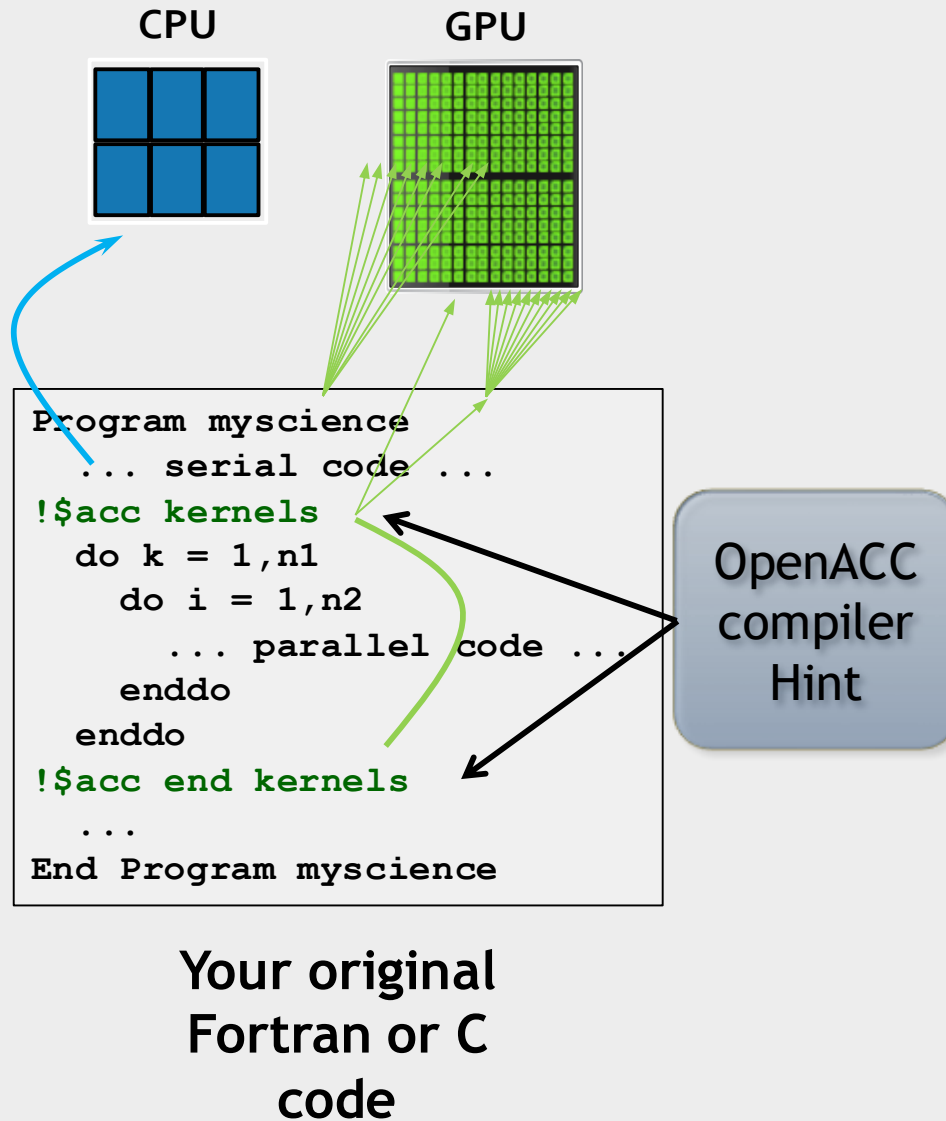 CPU
GPU
Program myscience
... serial code ...
!$acc kernels
do k = 1,n1
do i = 1,n2
... parallel code ...
enddo
enddo
!$acc end kernels
...
End Program myscience
OpenACC
compiler
Hint
Your original
Fortran or C
code